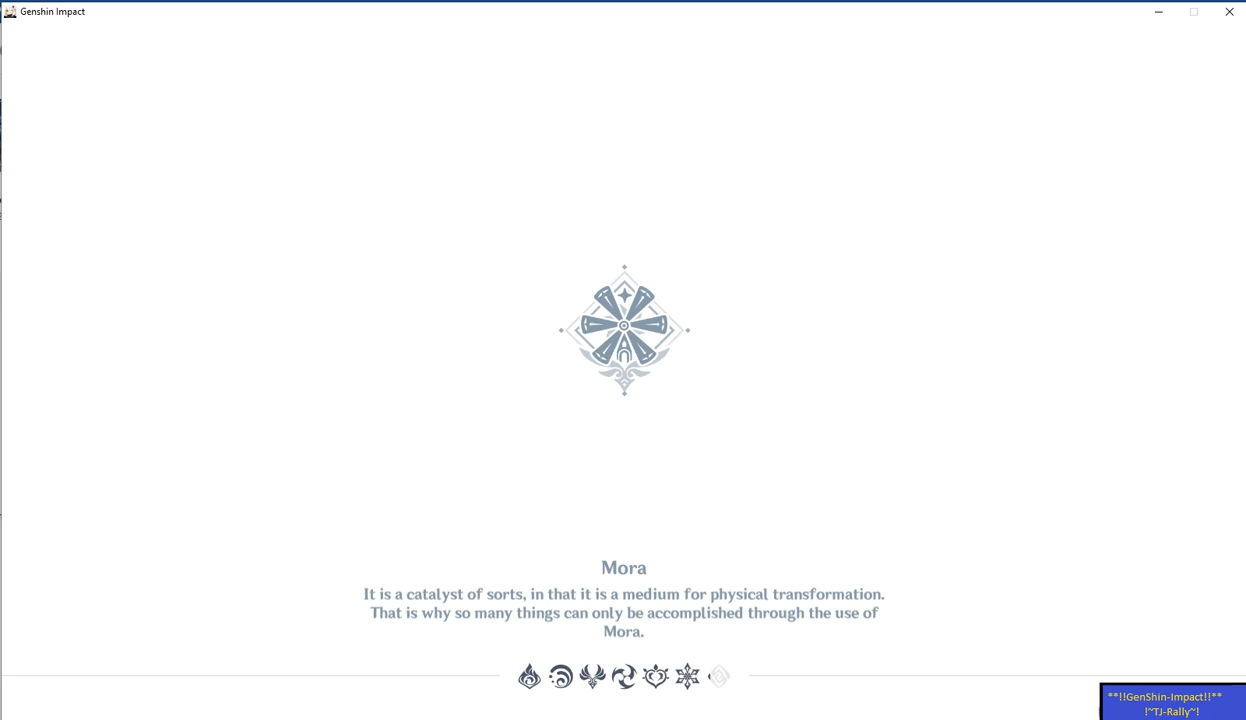 Genshin Impact
Mora
It is a catalyst of sorts, in that it is a medium for physical transformation.
That is why so many things can only be accomplished through the use of
Mora.
**!!GenShin-Impact!!**
!~TJ-Rally~!